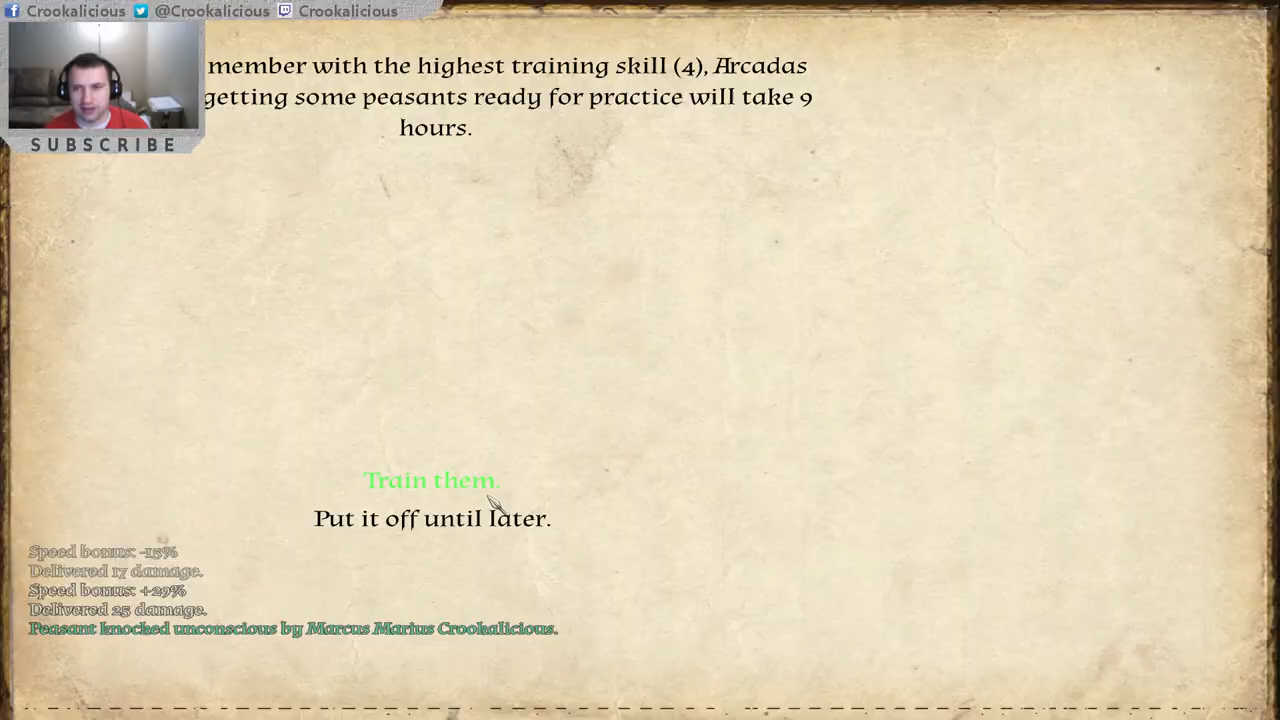 Crookalicious @Crookalicious Crookalicious
member with the highest training skill (4), Arcadas
getting some peasants ready for practice will take 9
hours.
SUBSCRIBE
Train them.
Put it off until later.
Speed bonus: -15%
Delivered 17 damage.
Speed bonus: +29%
Delivered 25 damage.
Peasant knocked unconscious by Marcus Marius Crookalicious.